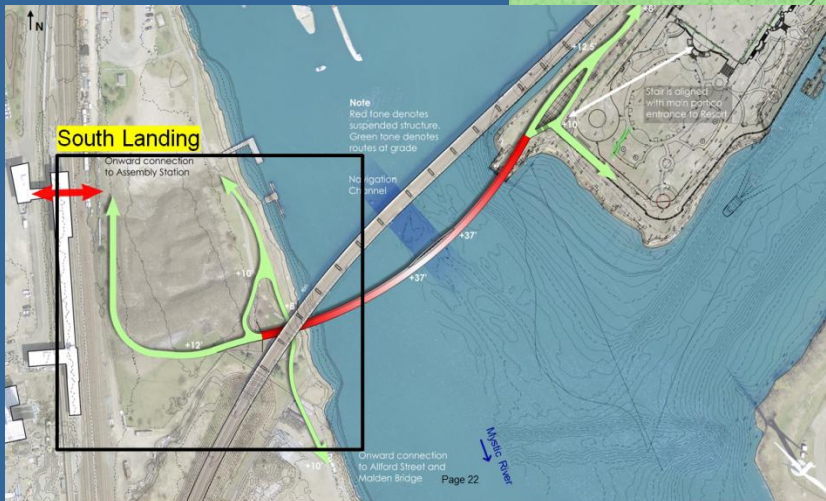 N
+6'
+12.5'
Note
Red tone denotes
suspended structure.
Green tone denotes
routes at grade
Stair is aligned
with main portico
entrance to Resort
+10'
South Landing
Onward connection
to Assembly Station
Navigation
Channel
+37'
+37'
+10'
+12'
+10'
Onward connection
to Alford Street and
Malden Bridge
Page 22
Mystic River